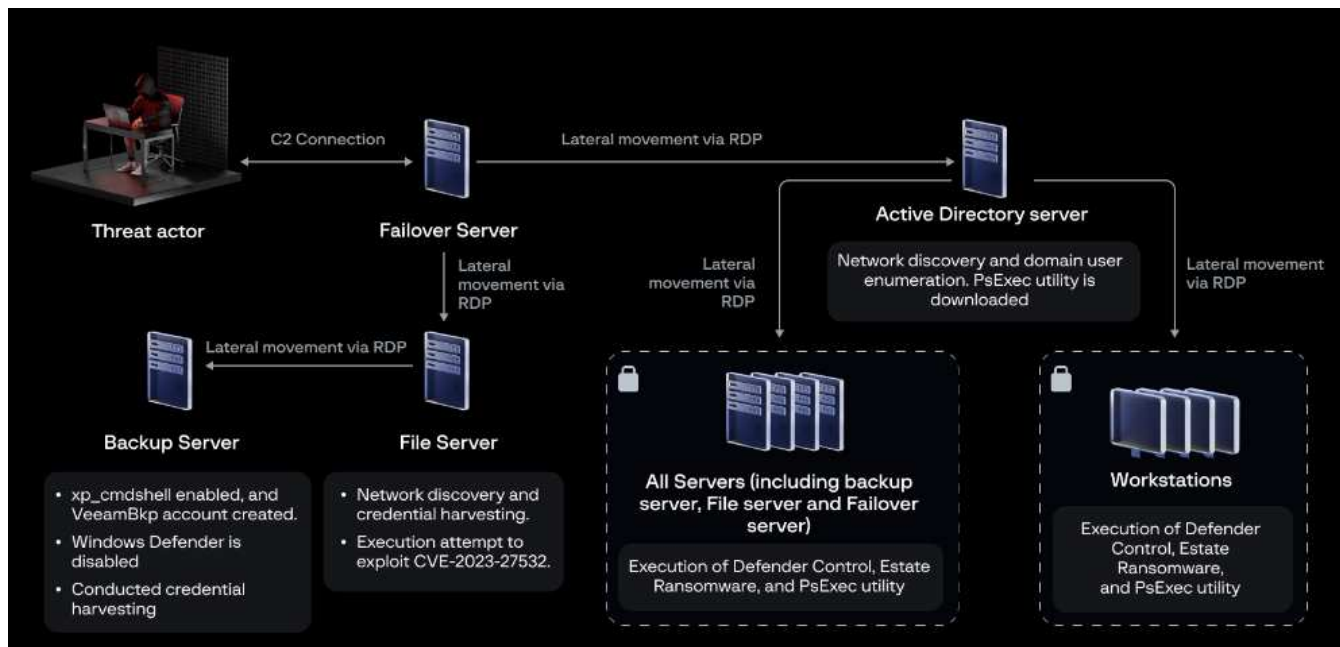 C2 Connection
Lateral movement via RDP
Threat actor
Failover Server
Active Directory server
Network discovery and domain user
enumeration. PsExec utility is
downloaded
Lateral
movement via
RDP
Lateral
movement via
RDP
Lateral movement
via RDP
Lateral movement via RDP
Backup Server
File Server
• xp_cmdshell enabled, and
VeeamBkp account created.
• Windows Defender is
disabled
• Conducted credential
harvesting
• Network discovery and
credential harvesting.
• Execution attempt to
exploit CVE-2023-27532.
All Servers (including backup
server, File server and Failover
server)
Execution of Defender Control, Estate
Ransomware, and PsExec utility
Workstations
Execution of Defender
Control, Estate
Ransomware,
and PsExec utility